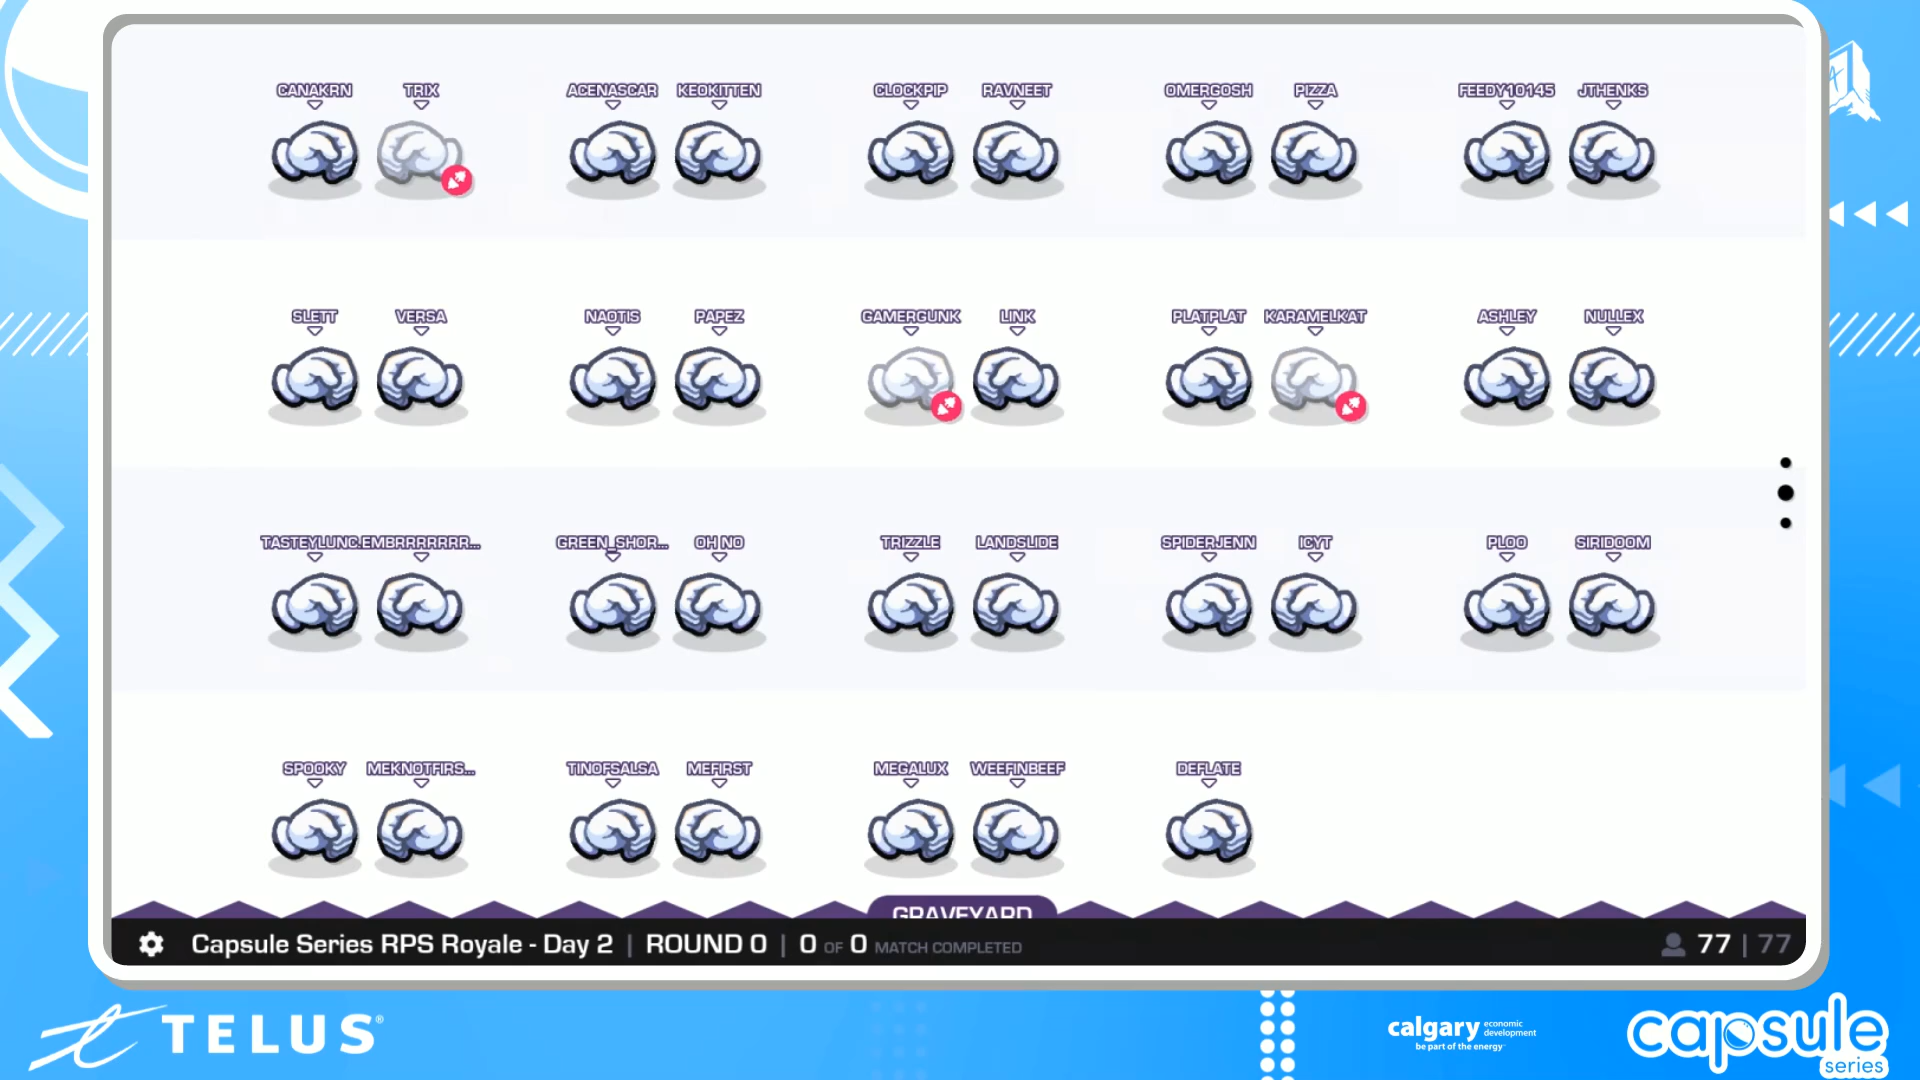 CANAKRN TRIX ACENASCAR KEOKITTEN CLOCKPIP RAVNEET OMERGOSH PIZZA FEEDY10145 JTHENKS
SLETT VERSA NAOTIS PAPEZ GAMERGUNK LINK PLATPLAT KARAMELKAT ASHLEY NULLEX
TASTEYLUNC. EMBRRRRRRR... GREEN_SHOR... OH NO TRIZZLE LANDSLIDE SPIDERJENN ICYT PLOO SIRIDOOM
SPOOKY MEKNOTFIRS... TINOFSALSA MEFIRST MEGALUX WEEFINBEEF DEFLATE
GRAVEYARD
Capsule Series RPS Royale - Day 2 | ROUND 0 | 0 OF 0 MATCH COMPLETED 77 | 77
TELUS®
calgary economic development
be part of the energy™
capsule
series